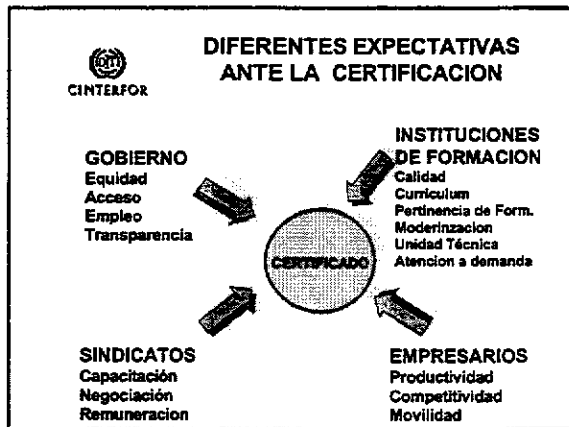 DIFERENTES EXPECTATIVAS
ANTE LA CERTIFICACION
CINTERFOR
GOBIERNO
Equidad
Acceso
Empleo
Transparencia
INSTITUCIONES
DE FORMACION
Calidad
Curriculum
Pertinencia de Form.
Moderinzacion
Unidad Técnica
Atencion a demanda
CERTIFICADO
SINDICATOS
Capacitación
Negociación
Remuneracion
EMPRESARIOS
Productividad
Competitividad
Movilidad